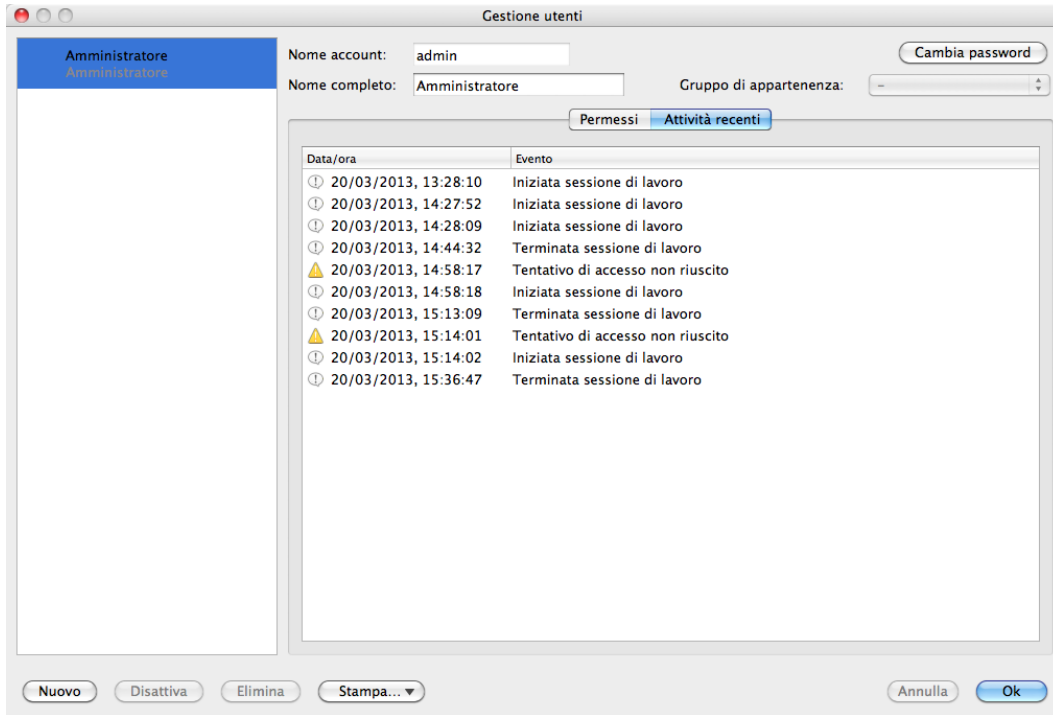 Gestione utenti
Amministratore
Amministratore
Nome account: admin Cambia password
Nome completo: Amministratore Gruppo di appartenenza: –
Permessi Attività recenti
Data/ora Evento
20/03/2013, 13:28:10 Iniziata sessione di lavoro
20/03/2013, 14:27:52 Iniziata sessione di lavoro
20/03/2013, 14:28:09 Iniziata sessione di lavoro
20/03/2013, 14:44:32 Terminata sessione di lavoro
20/03/2013, 14:58:17 Tentativo di accesso non riuscito
20/03/2013, 14:58:18 Iniziata sessione di lavoro
20/03/2013, 15:13:09 Terminata sessione di lavoro
20/03/2013, 15:14:01 Tentativo di accesso non riuscito
20/03/2013, 15:14:02 Iniziata sessione di lavoro
20/03/2013, 15:36:47 Terminata sessione di lavoro
Nuovo Disattiva Elimina Stampa... Annulla Ok